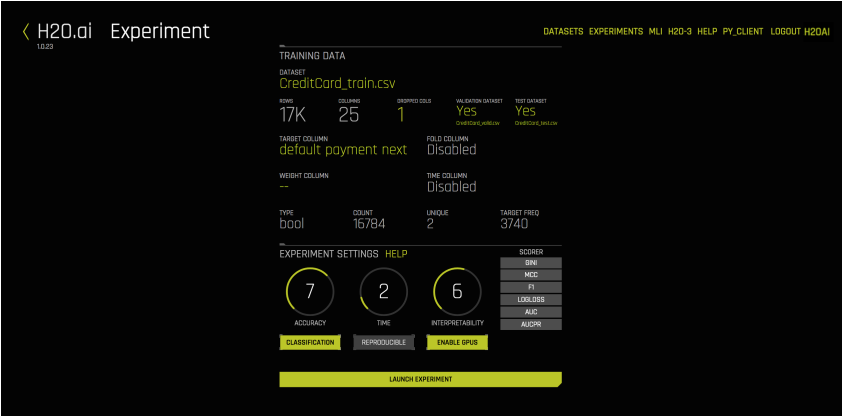 H2O.ai Experiment
1.0.23
DATASETS EXPERIMENTS MLI H2O-3 HELP PY_CLIENT LOGOUT H2OAI
TRAINING DATA
DATASET
CreditCard_train.csv
ROWS COLUMNS DROPPED COLS VALIDATION DATASET TEST DATASET
17K 25 1 Yes Yes
CreditCard_valid.csv CreditCard_test.csv
TARGET COLUMN FOLD COLUMN
default payment next Disabled
WEIGHT COLUMN TIME COLUMN
-- Disabled
TYPE COUNT UNIQUE TARGET FREQ
bool 16784 2 3740
EXPERIMENT SETTINGS HELP SCORER
7 2 6
ACCURACY TIME INTERPRETABILITY
GINI
MCC
F1
LOGLOSS
AUC
AUCPR
CLASSIFICATION REPRODUCIBLE ENABLE GPUS
LAUNCH EXPERIMENT